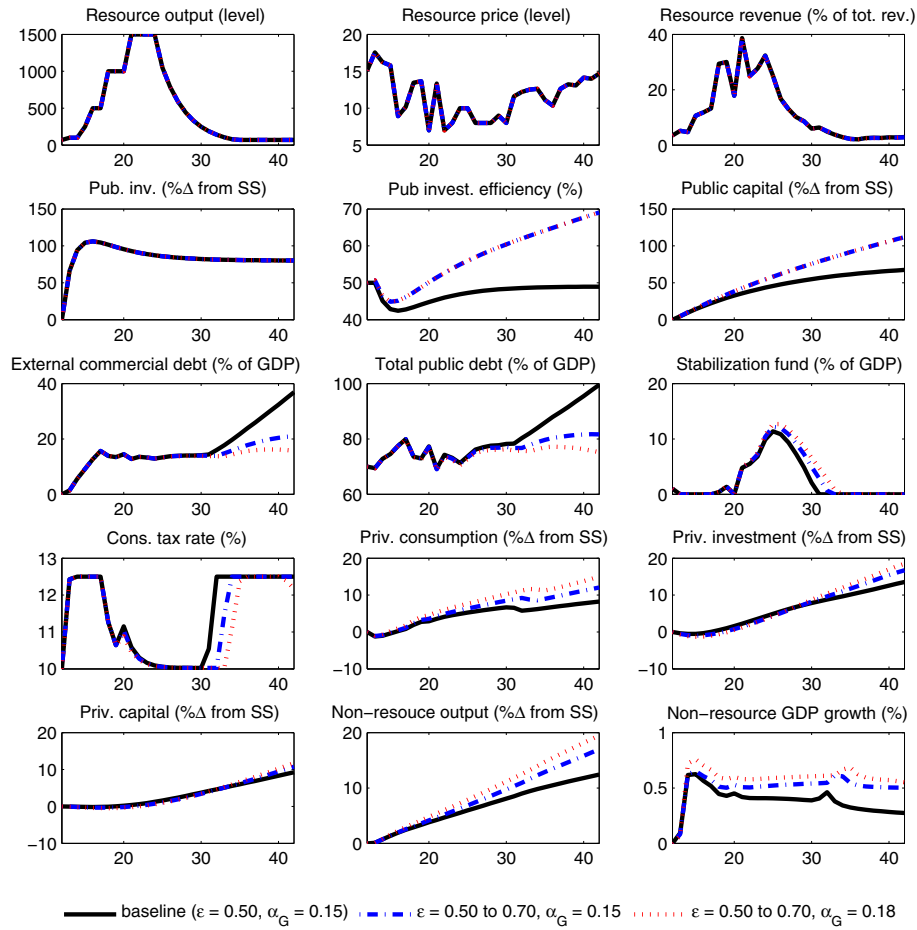 Resource output (level)
Resource price (level)
Resource revenue (% of tot. rev.)
1500
1000
500
0
20 30 40
20
15
10
5
20 30 40
40
20
0
20 30 40
Pub. inv. (%Δ from SS)
Pub invest. efficiency (%)
Public capital (%Δ from SS)
150
100
50
0
20 30 40
70
60
50
40
20 30 40
150
100
50
0
20 30 40
External commercial debt (% of GDP)
Total public debt (% of GDP)
Stabilization fund (% of GDP)
40
20
0
20 30 40
100
80
60
20 30 40
20
10
0
20 30 40
Cons. tax rate (%)
Priv. consumption (%Δ from SS)
Priv. investment (%Δ from SS)
13
12
11
10
20 30 40
20
10
0
−10
20 30 40
20
10
0
−10
20 30 40
Priv. capital (%Δ from SS)
Non−resouce output (%Δ from SS)
Non−resource GDP growth (%)
20
10
0
−10
20 30 40
20
10
0
20 30 40
1
0.5
0
20 30 40
baseline (ε = 0.50, α_G = 0.15)
ε = 0.50 to 0.70, α_G = 0.15
ε = 0.50 to 0.70, α_G = 0.18